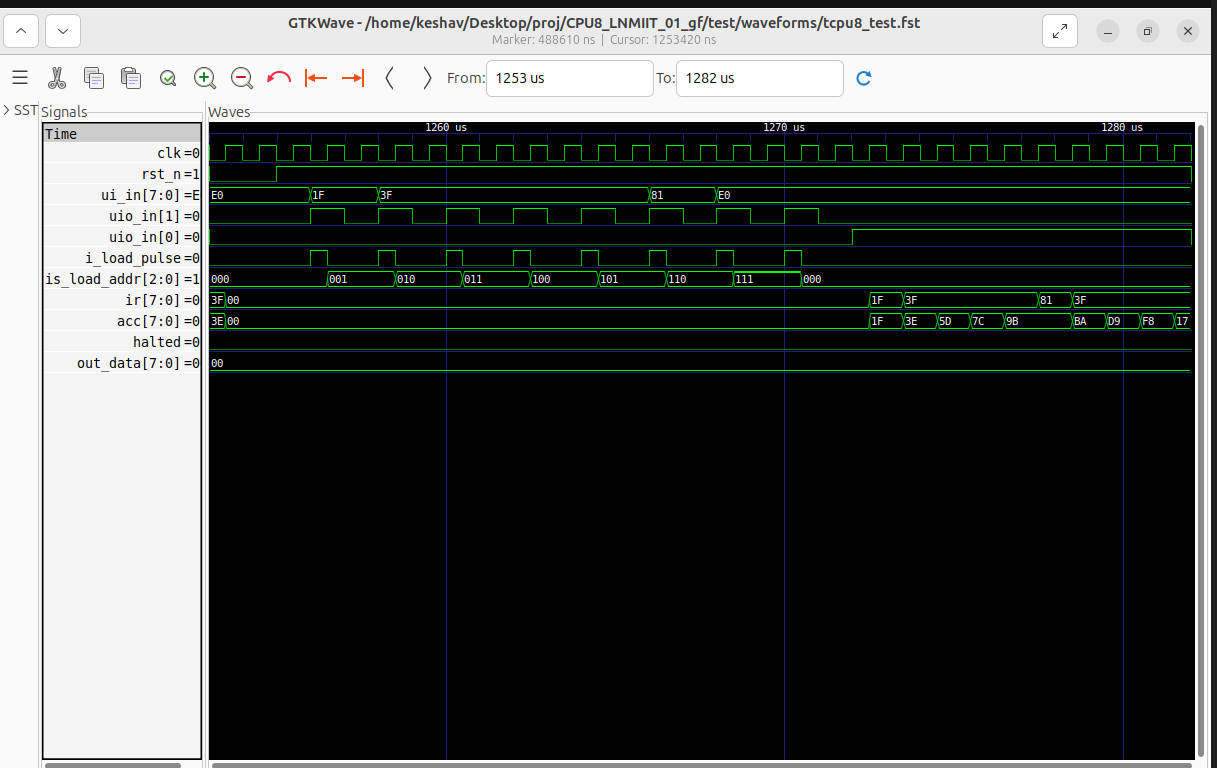 GTKWave - /home/keshav/Desktop/proj/CPU8_LNMIIT_01_gf/test/waveforms/tcpu8_test.fst
Marker: 488610 ns | Cursor: 1253420 ns
From: 1253 us To: 1282 us
SST Signals Waves
Time 1260 us 1270 us 1280 us
clk=0
rst_n=1
ui_in[7:0]=E E0 1F 3F 81 E0
uio_in[1]=0
uio_in[0]=0
i_load_pulse=0
is_load_addr[2:0]=1 000 001 010 011 100 101 110 111 000
ir[7:0]=0 3F 00 1F 3F 81 3F
acc[7:0]=0 3E 00 1F 3E 5D 7C 9B BA D9 F8 17
halted=0
out_data[7:0]=0 00